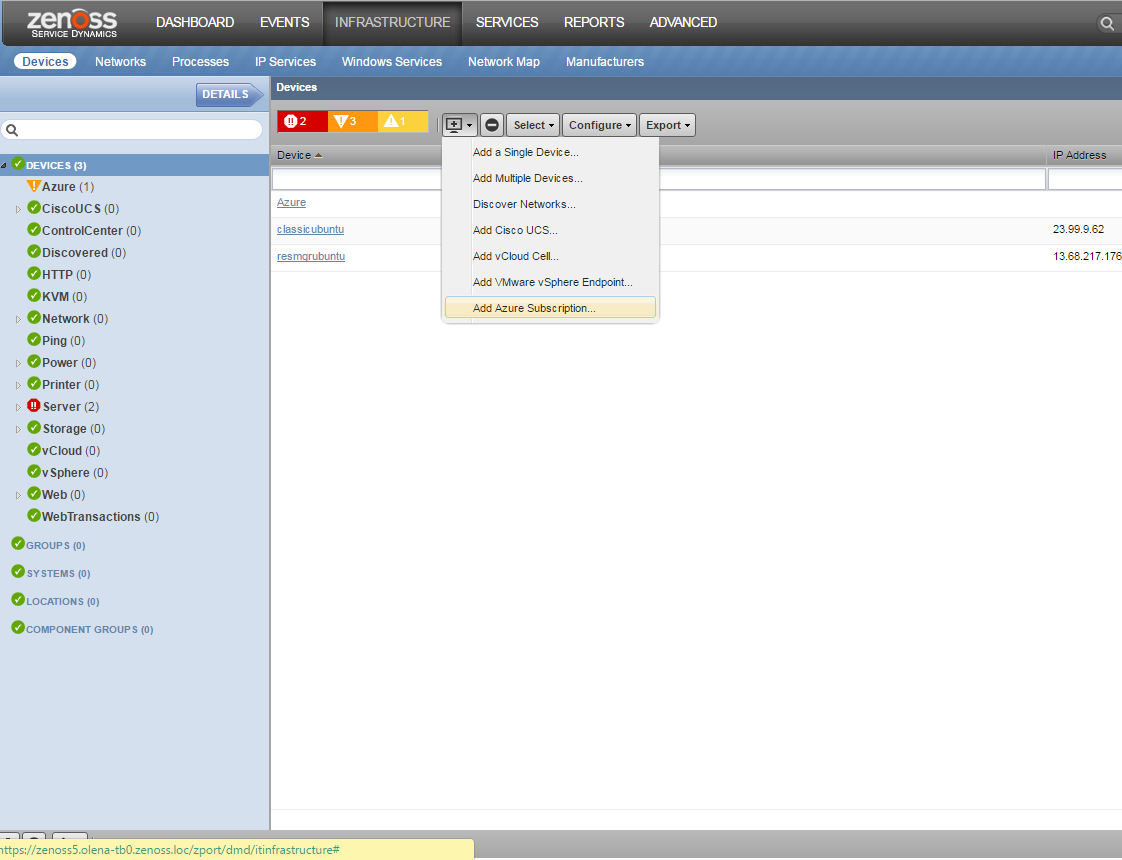 zenoss
SERVICE DYNAMICS
DASHBOARD EVENTS INFRASTRUCTURE SERVICES REPORTS ADVANCED
Devices Networks Processes IP Services Windows Services Network Map Manufacturers
DETAILS
Devices
2 3 1
Select Configure Export
Device IP Address
Add a Single Device...
Add Multiple Devices...
Discover Networks...
Add Cisco UCS...
Add vCloud Cell...
Add VMware vSphere Endpoint...
Add Azure Subscription...
Azure
classicubuntu 23.99.9.62
resmgrubuntu 13.68.217.176
DEVICES (3)
Azure (1)
CiscoUCS (0)
ControlCenter (0)
Discovered (0)
HTTP (0)
KVM (0)
Network (0)
Ping (0)
Power (0)
Printer (0)
Server (2)
Storage (0)
vCloud (0)
vSphere (0)
Web (0)
WebTransactions (0)
GROUPS (0)
SYSTEMS (0)
LOCATIONS (0)
COMPONENT GROUPS (0)
https://zenoss5.olena-tb0.zenoss.loc/zport/dmd/itinfrastructure#